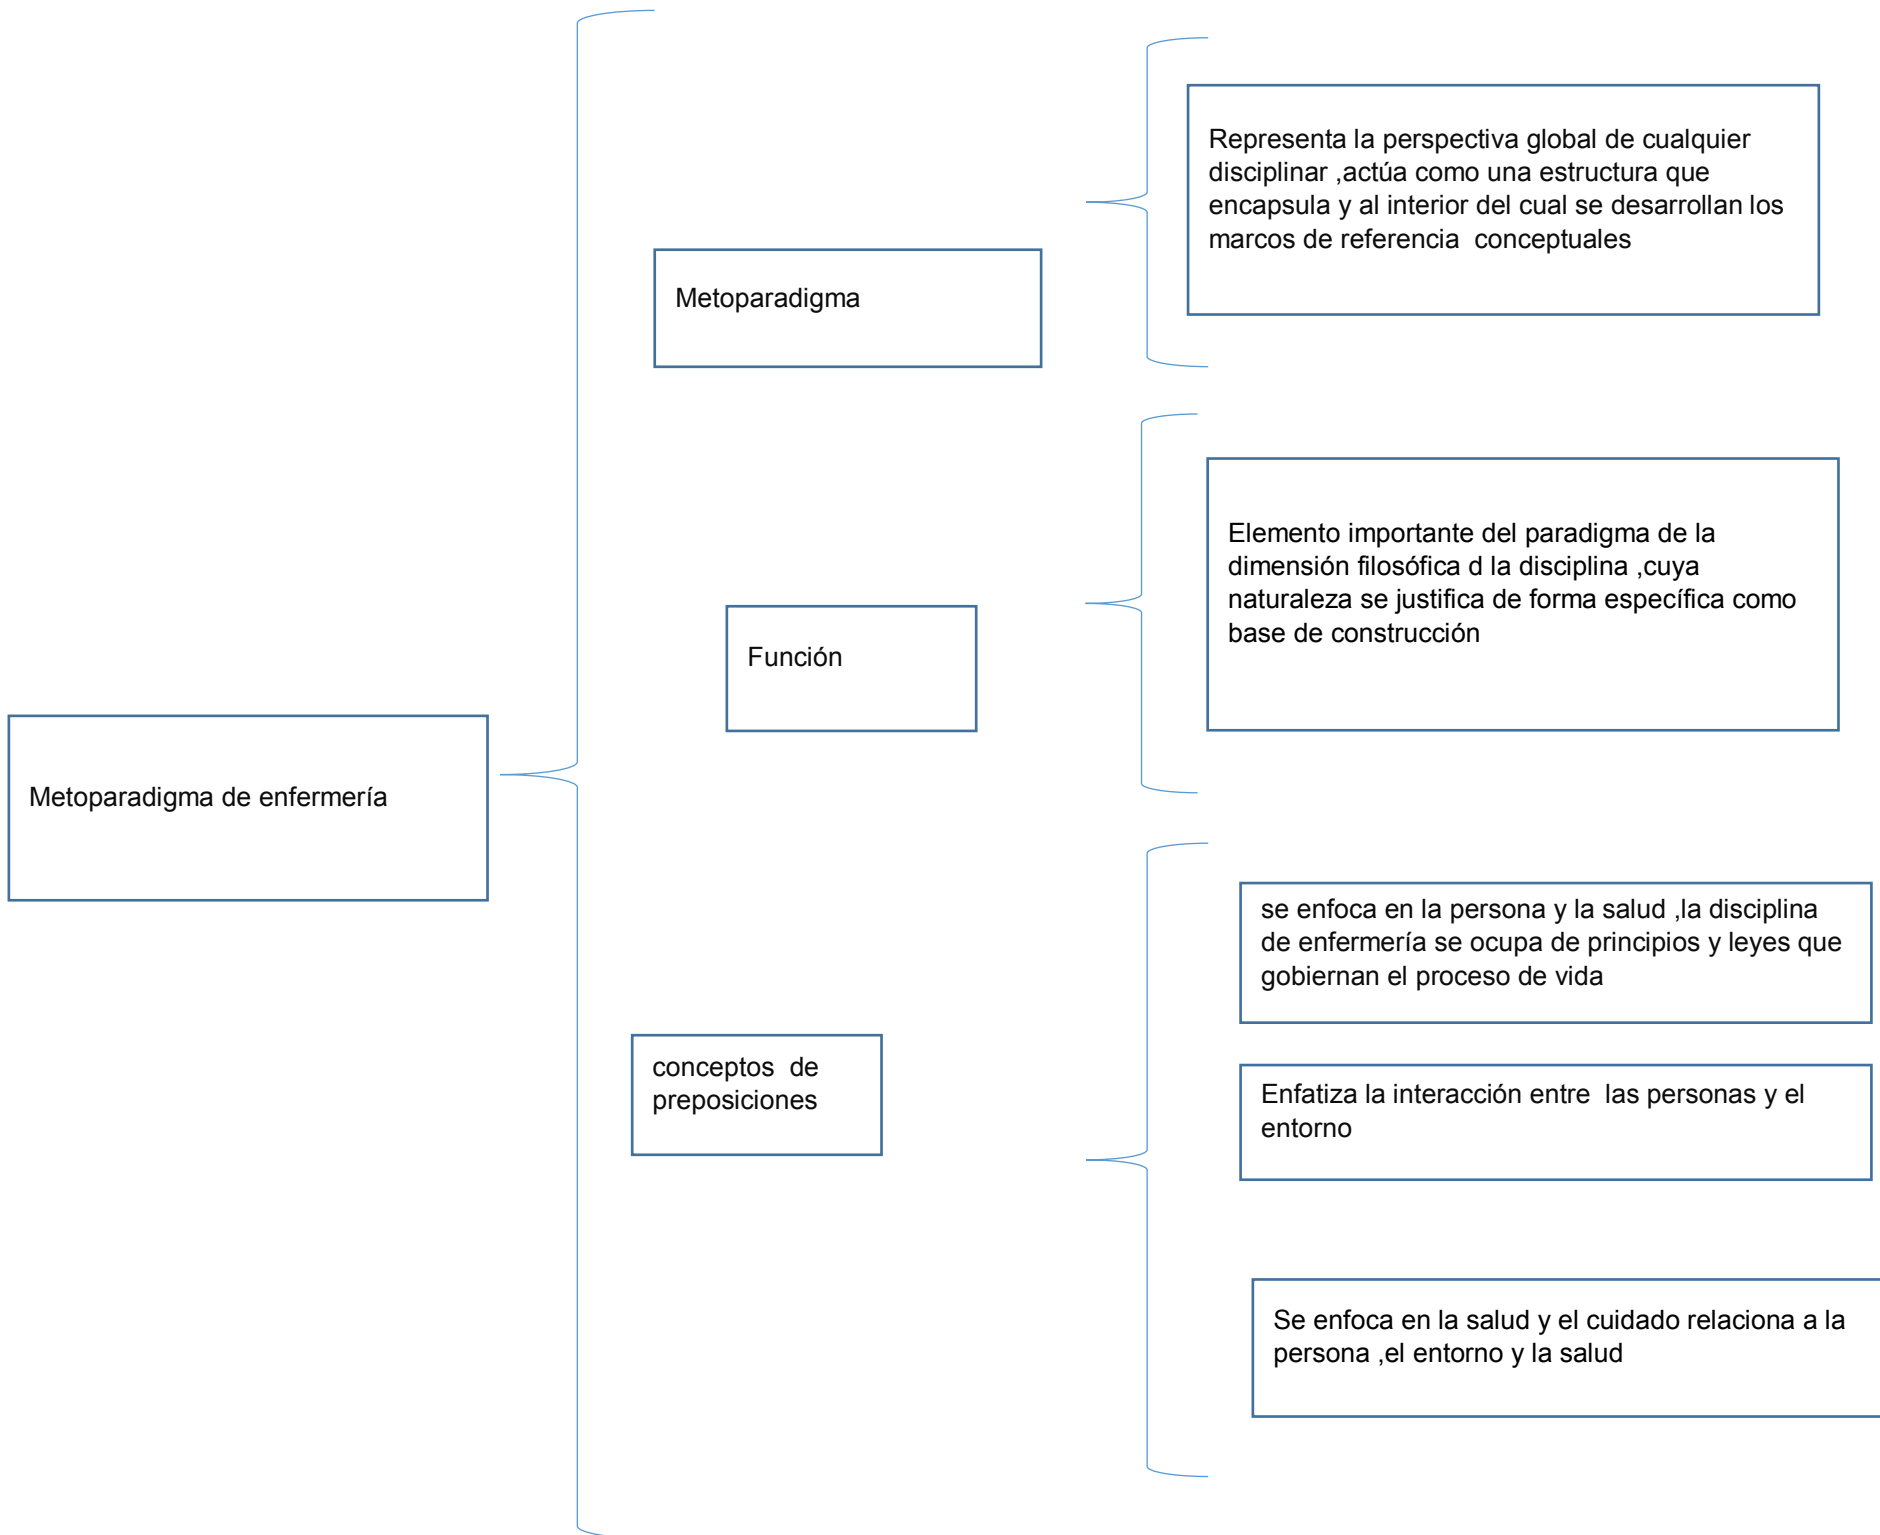 Metoparadigma de enfermería
Metoparadigma
Representa la perspectiva global de cualquier
disciplinar ,actúa como una estructura que
encapsula y al interior del cual se desarrollan los
marcos de referencia  conceptuales
Función
Elemento importante del paradigma de la
dimensión filosófica d la disciplina ,cuya
naturaleza se justifica de forma específica como
base de construcción
conceptos  de
preposiciones
se enfoca en la persona y la salud ,la disciplina
de enfermería se ocupa de principios y leyes que
gobiernan el proceso de vida
Enfatiza la interacción entre  las personas y el
entorno
Se enfoca en la salud y el cuidado relaciona a la
persona ,el entorno y la salud